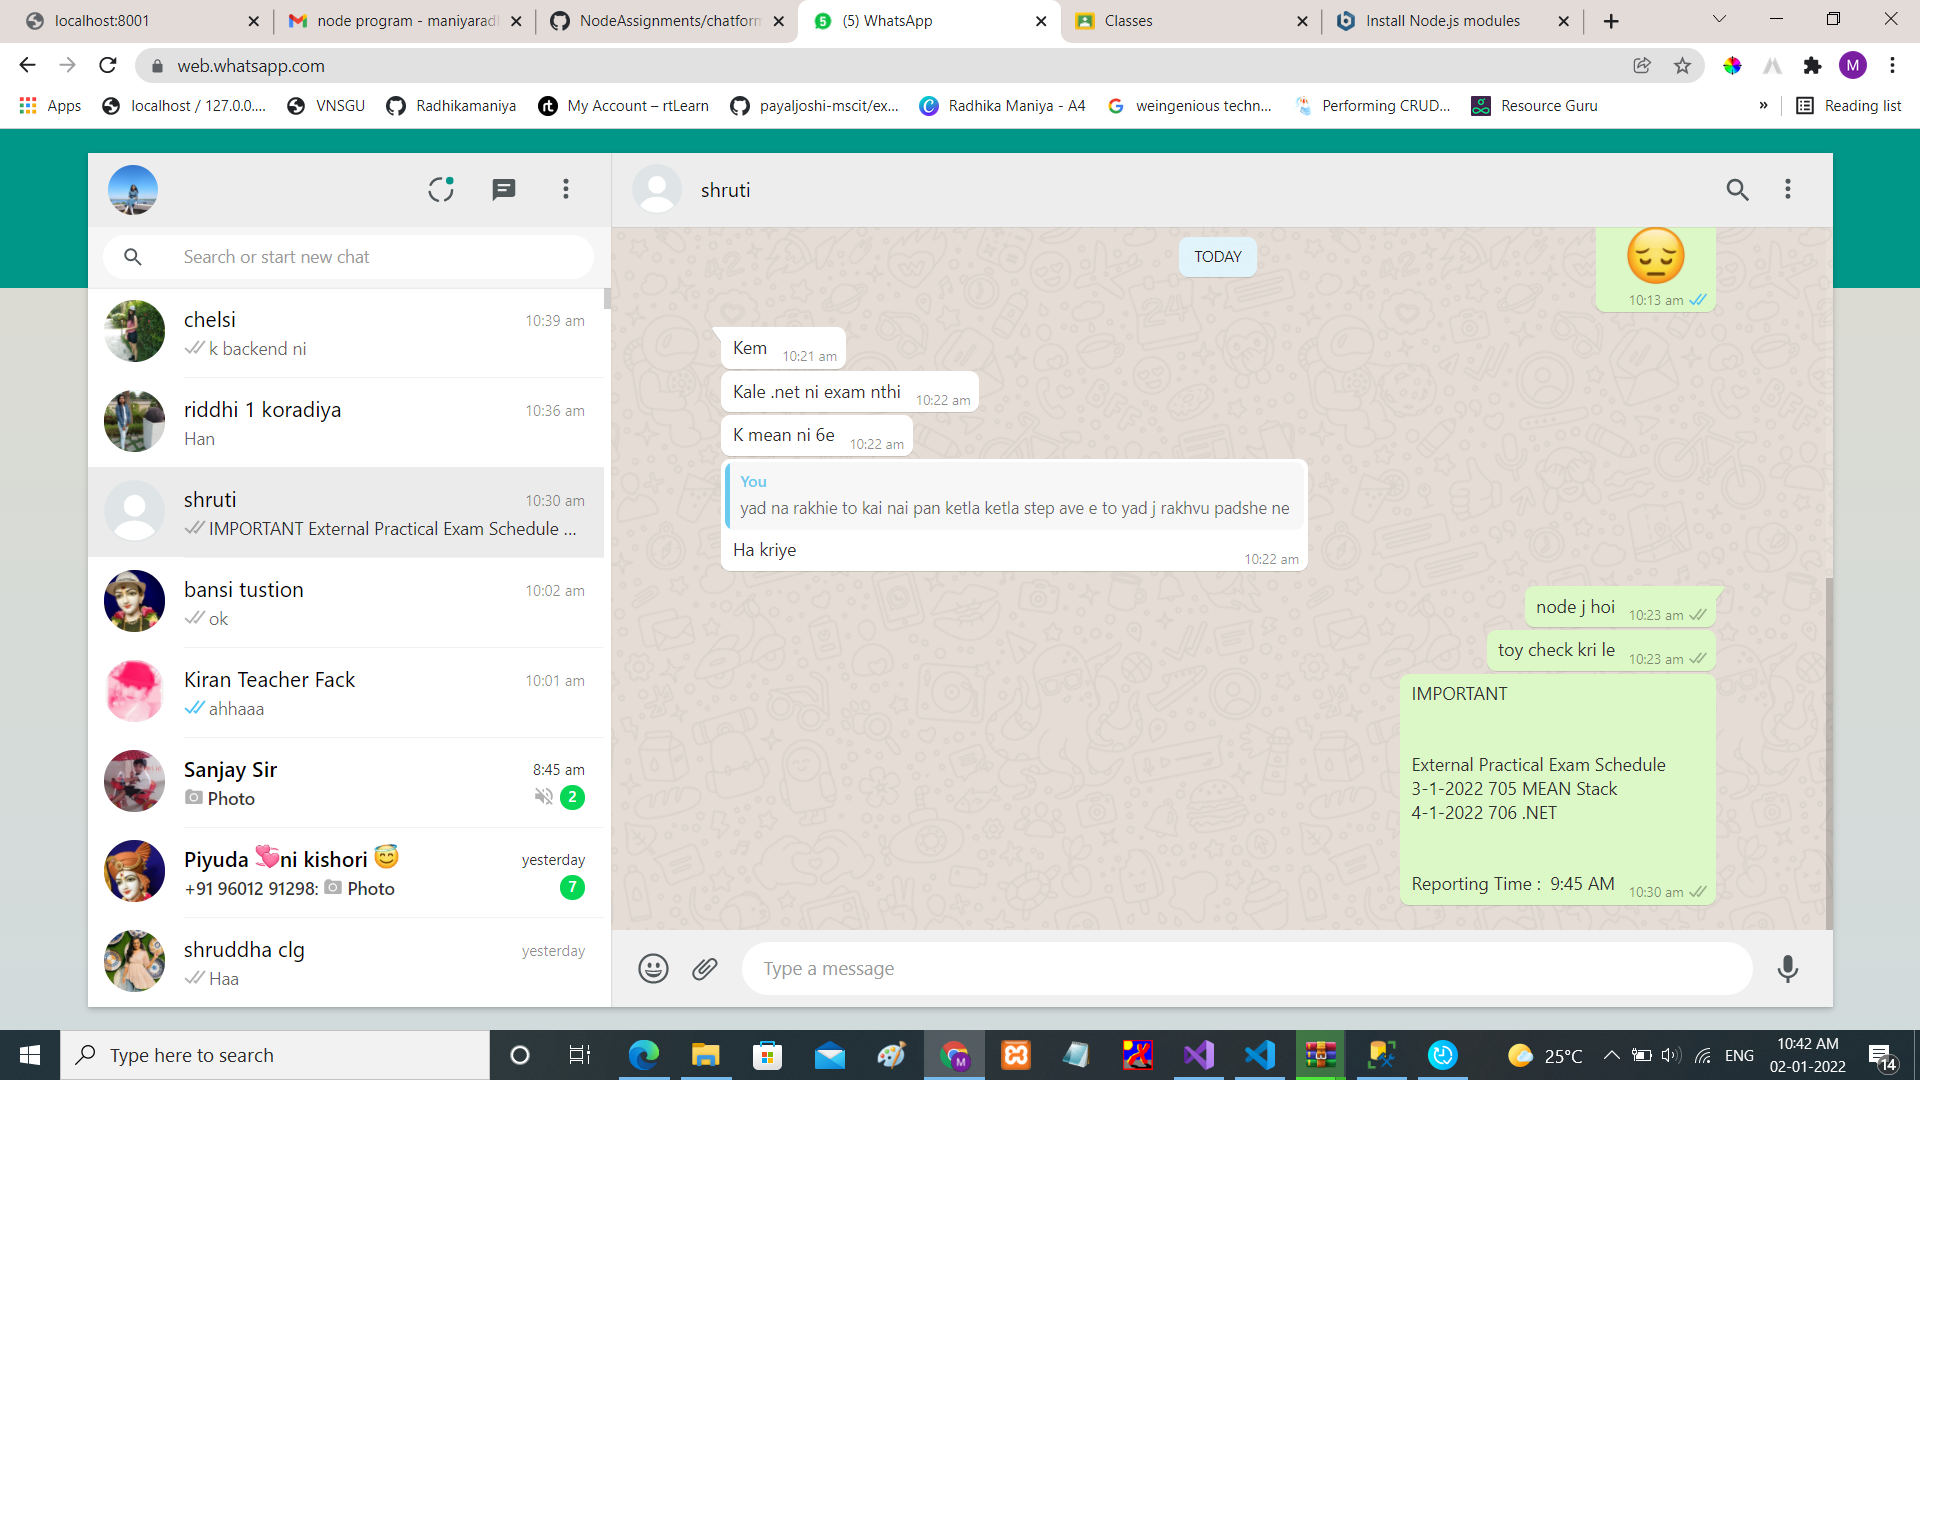 localhost:8001
node program - maniyarad
NodeAssignments/chatform
(5) WhatsApp
Classes
Install Node.js modules
web.whatsapp.com
M
Apps
localhost / 127.0.0....
VNSGU
Radhikamaniya
rt
My Account – rtLearn
payaljoshi-mscit/ex...
Radhika Maniya - A4
weingenious techn...
Performing CRUD...
Resource Guru
»
Reading list
Search or start new chat
chelsi
10:39 am
k backend ni
riddhi 1 koradiya
10:36 am
Han
shruti
10:30 am
IMPORTANT External Practical Exam Schedule ...
bansi tustion
10:02 am
ok
Kiran Teacher Fack
10:01 am
ahhaaa
Sanjay Sir
8:45 am
Photo
2
Piyuda 💞ni kishori 😇
yesterday
+91 96012 91298: Photo
7
shruddha clg
yesterday
Haa
shruti
TODAY
10:13 am
Kem 10:21 am
Kale .net ni exam nthi 10:22 am
K mean ni 6e 10:22 am
You
yad na rakhie to kai nai pan ketla ketla step ave e to yad j rakhvu padshe ne
Ha kriye 10:22 am
node j hoi 10:23 am
toy check kri le 10:23 am
IMPORTANT
External Practical Exam Schedule
3-1-2022 705 MEAN Stack
4-1-2022 706 .NET
Reporting Time : 9:45 AM 10:30 am
Type a message
Type here to search
M
25°C
ENG
10:42 AM
02-01-2022
14